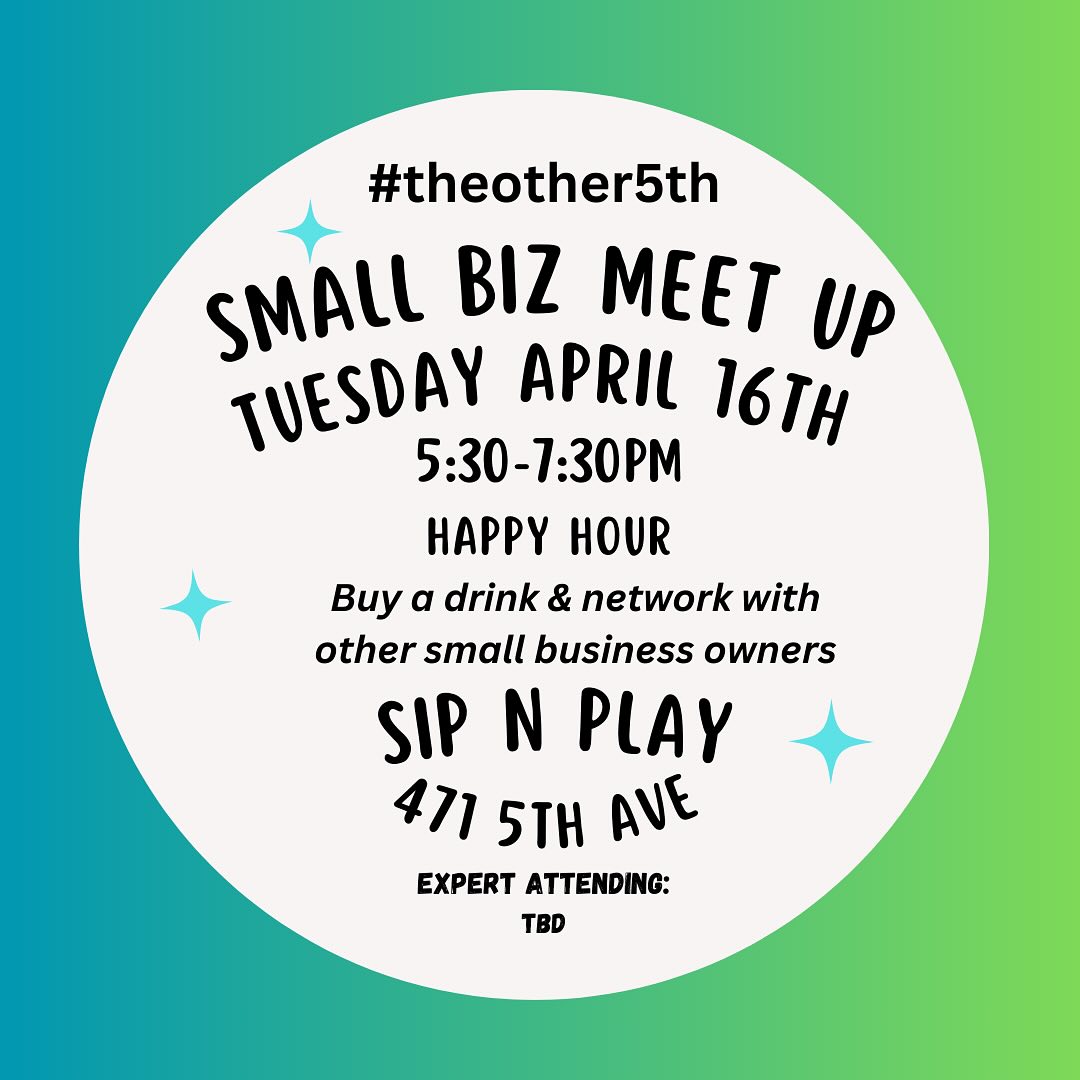 #theother5th
SMALL BIZ MEET UP
TUESDAY APRIL 16TH
5:30-7:30PM
HAPPY HOUR
Buy a drink & network with
other small business owners
SIP N PLAY
471 5TH AVE
EXPERT ATTENDING:
TBD